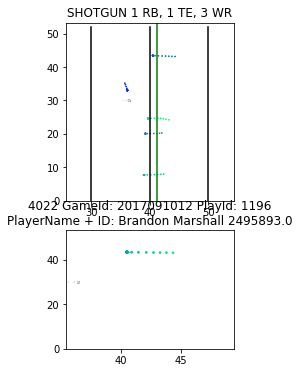 SHOTGUN 1 RB, 1 TE, 3 WR
50
40
30
20
10
0
30 40 50
4022 GameId: 2017091012 PlayId: 1196
PlayerName + ID: Brandon Marshall 2495893.0
40
20
0
40 45